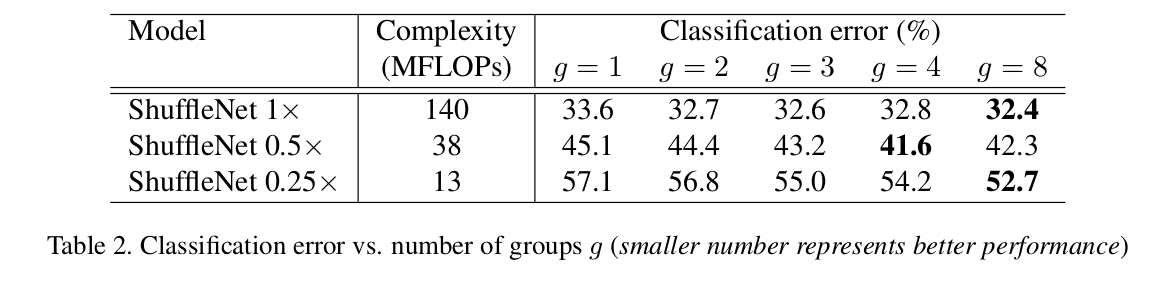 Model Complexity Classification error (%)
(MFLOPs) g = 1 g = 2 g = 3 g = 4 g = 8
ShuffleNet 1× 140 33.6 32.7 32.6 32.8 32.4
ShuffleNet 0.5× 38 45.1 44.4 43.2 41.6 42.3
ShuffleNet 0.25× 13 57.1 56.8 55.0 54.2 52.7
Table 2. Classification error vs. number of groups g (smaller number represents better performance)